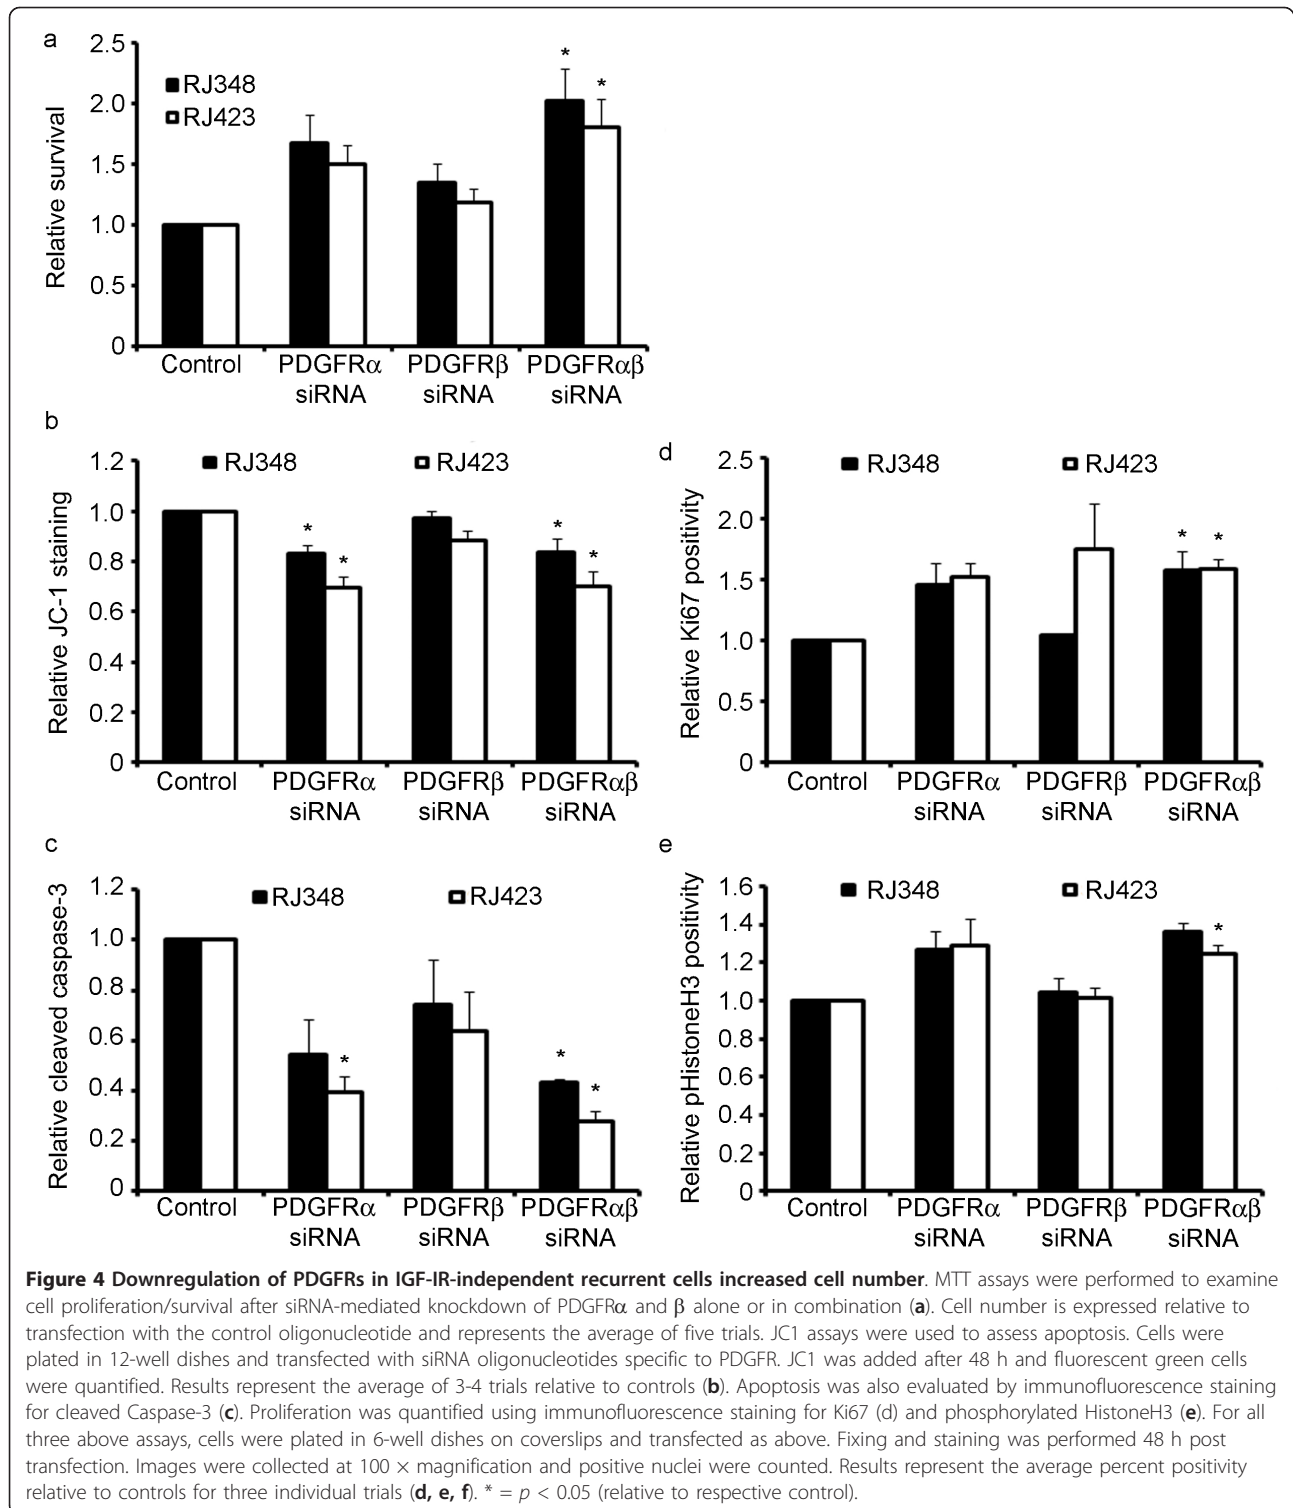 a
2.5
2.0
1.5
1.0
0.5
0
Relative survival
RJ348
RJ423
* *
Control
PDGFRα siRNA
PDGFRβ siRNA
PDGFRαβ siRNA
b
1.2
1.0
0.8
0.6
0.4
0.2
0
Relative JC-1 staining
RJ348 RJ423
* * * *
Control
PDGFRα siRNA
PDGFRβ siRNA
PDGFRαβ siRNA
d
2.5
2.0
1.5
1.0
0.5
0
Relative Ki67 positivity
RJ348 RJ423
* *
Control
PDGFRα siRNA
PDGFRβ siRNA
PDGFRαβ siRNA
c
1.2
1.0
0.8
0.6
0.4
0.2
0
Relative cleaved caspase-3
RJ348 RJ423
* * *
Control
PDGFRα siRNA
PDGFRβ siRNA
PDGFRαβ siRNA
e
1.6
1.4
1.2
1.0
0.8
0.6
0.4
0.2
0
Relative pHistoneH3 positivity
RJ348 RJ423
*
Control
PDGFRα siRNA
PDGFRβ siRNA
PDGFRαβ siRNA
Figure 4 Downregulation of PDGFRs in IGF-IR-independent recurrent cells increased cell number. MTT assays were performed to examine
cell proliferation/survival after siRNA-mediated knockdown of PDGFRα and β alone or in combination (a). Cell number is expressed relative to
transfection with the control oligonucleotide and represents the average of five trials. JC1 assays were used to assess apoptosis. Cells were
plated in 12-well dishes and transfected with siRNA oligonucleotides specific to PDGFR. JC1 was added after 48 h and fluorescent green cells
were quantified. Results represent the average of 3-4 trials relative to controls (b). Apoptosis was also evaluated by immunofluorescence staining
for cleaved Caspase-3 (c). Proliferation was quantified using immunofluorescence staining for Ki67 (d) and phosphorylated HistoneH3 (e). For all
three above assays, cells were plated in 6-well dishes on coverslips and transfected as above. Fixing and staining was performed 48 h post
transfection. Images were collected at 100 × magnification and positive nuclei were counted. Results represent the average percent positivity
relative to controls for three individual trials (d, e, f). * = p < 0.05 (relative to respective control).